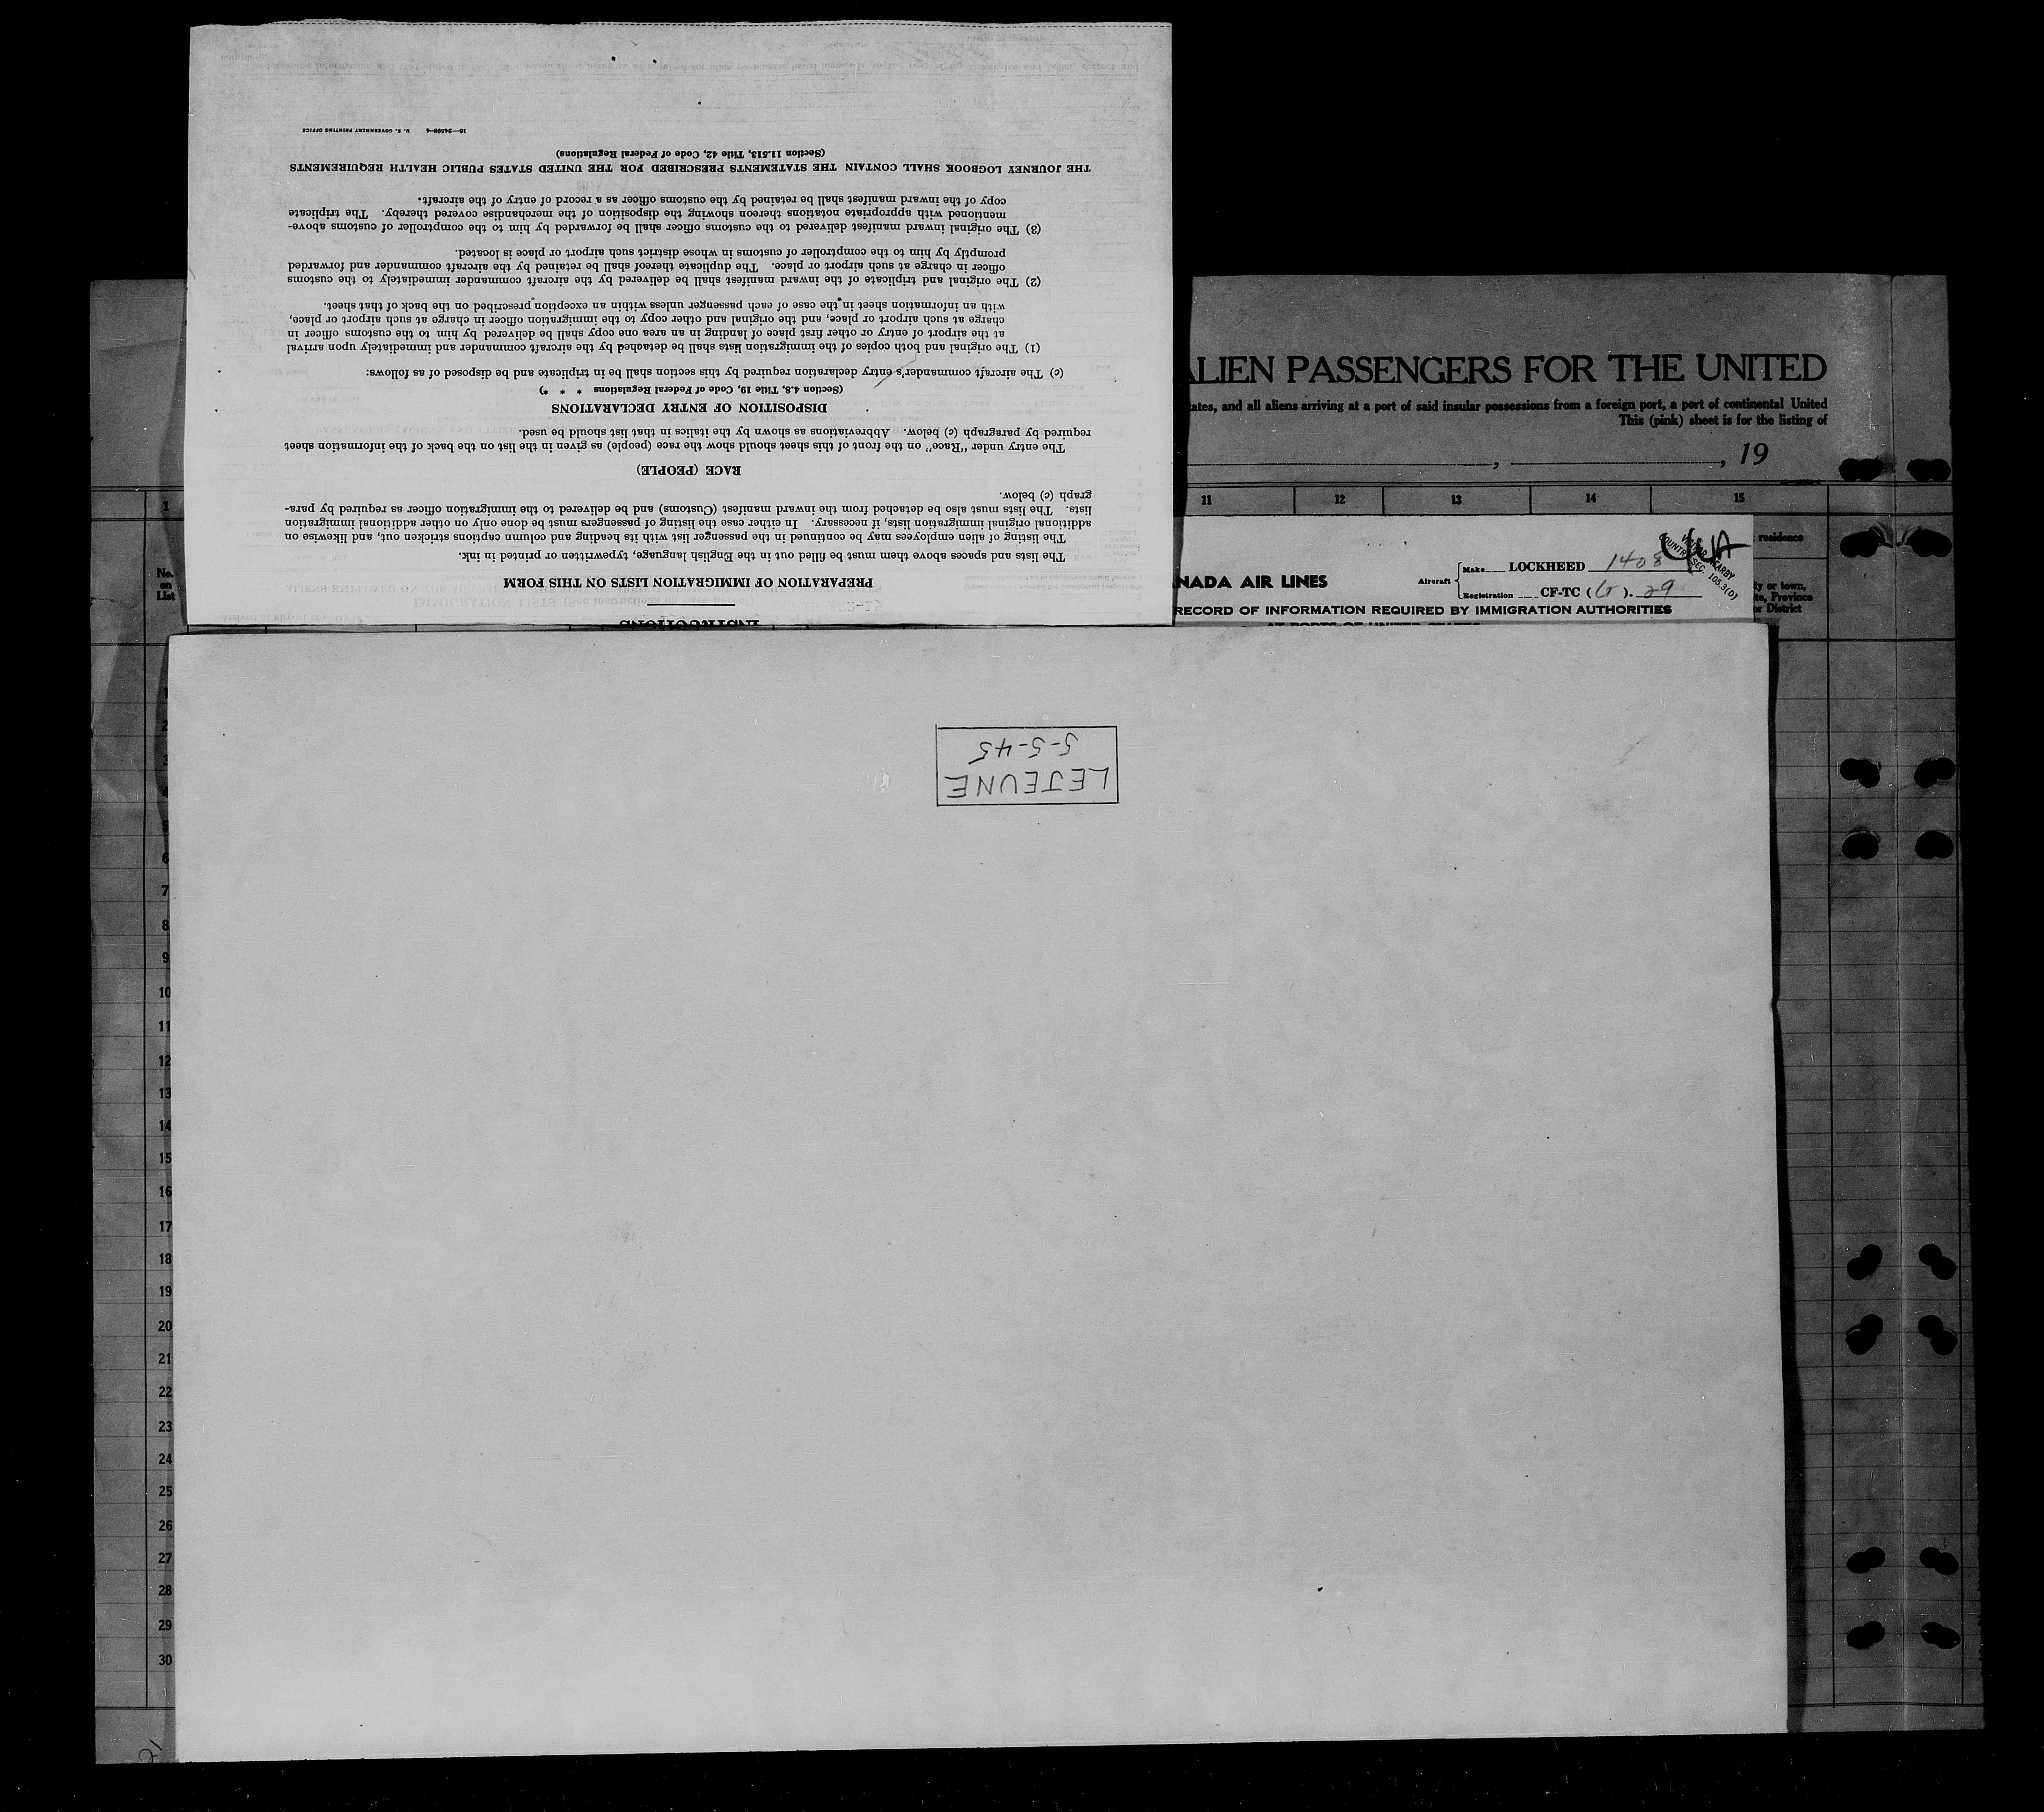 INSTRUCTIONS
PREPARATION OF IMMIGRATION LISTS ON THIS FORM
The lists and spaces above them must be filled out in the English language, typewritten or printed in ink.
The listing of alien employees may be continued in the passenger list with its heading and column captions stricken out, and likewise on
additional original immigration lists, if necessary. In either case the listing of passengers must be done only on other additional immigration
lists. The lists must also be detached from the inward manifest (Customs) and be delivered to the immigration officer as required by para-
graph (c) below.
RACE (PEOPLE)
The entry under "Race" on the front of this sheet should show the race (people) as given in the list on the back of the information sheet
required by paragraph (c) below. Abbreviations as shown by the italics in that list should be used.
DISPOSITION OF ENTRY DECLARATIONS
(Section 4.8, Title 19, Code of Federal Regulations * * *)
(c) The aircraft commander's entry declaration required by this section shall be in triplicate and be disposed of as follows:
(1) The original and both copies of the immigration lists shall be detached by the aircraft commander and immediately upon arrival
at the airport of entry or other first place of landing in an area one copy shall be delivered by him to the customs officer in
charge at such airport or place, and the original and other copy to the immigration officer in charge at such airport or place,
with an information sheet in the case of each passenger unless within an exception prescribed on the back of that sheet.
(2) The original and triplicate of the inward manifest shall be delivered by the aircraft commander immediately to the customs
officer in charge at such airport or place. The duplicate thereof shall be retained by the aircraft commander and forwarded
promptly by him to the comptroller of customs in whose district such airport or place is located.
(3) The original inward manifest delivered to the customs officer shall be forwarded by him to the comptroller of customs above-
mentioned with appropriate notations thereon showing the disposition of the merchandise covered thereby. The triplicate
copy of the inward manifest shall be retained by the customs officer as a record of entry of the aircraft.
THE JOURNEY LOGBOOK SHALL CONTAIN THE STATEMENTS PRESCRIBED FOR THE UNITED STATES PUBLIC HEALTH REQUIREMENTS
(Section 11.513, Title 42, Code of Federal Regulations)
16—24508-4 U. S. GOVERNMENT PRINTING OFFICE
ALIEN PASSENGERS FOR THE UNITED
tates, and all aliens arriving at a port of said insular possessions from a foreign port, a port of continental United
This (pink) sheet is for the listing of
, , 19
1 11 12 13 14 15
NADA AIR LINES
Aircraft
Make LOCKHEED 1408
Registration CF-TC ( ). 29
RECORD OF INFORMATION REQUIRED BY IMMIGRATION AUTHORITIES
AT PORTS OF UNITED STATES
SEC. 105.3(D)
residence
y or town,
te, Province
or District
No.
on
List
LEJEUNE
5-5-45
1
2
3
5
6
7
8
9
10
11
12
13
14
15
16
17
18
19
20
21
22
23
24
25
26
27
28
29
30
21